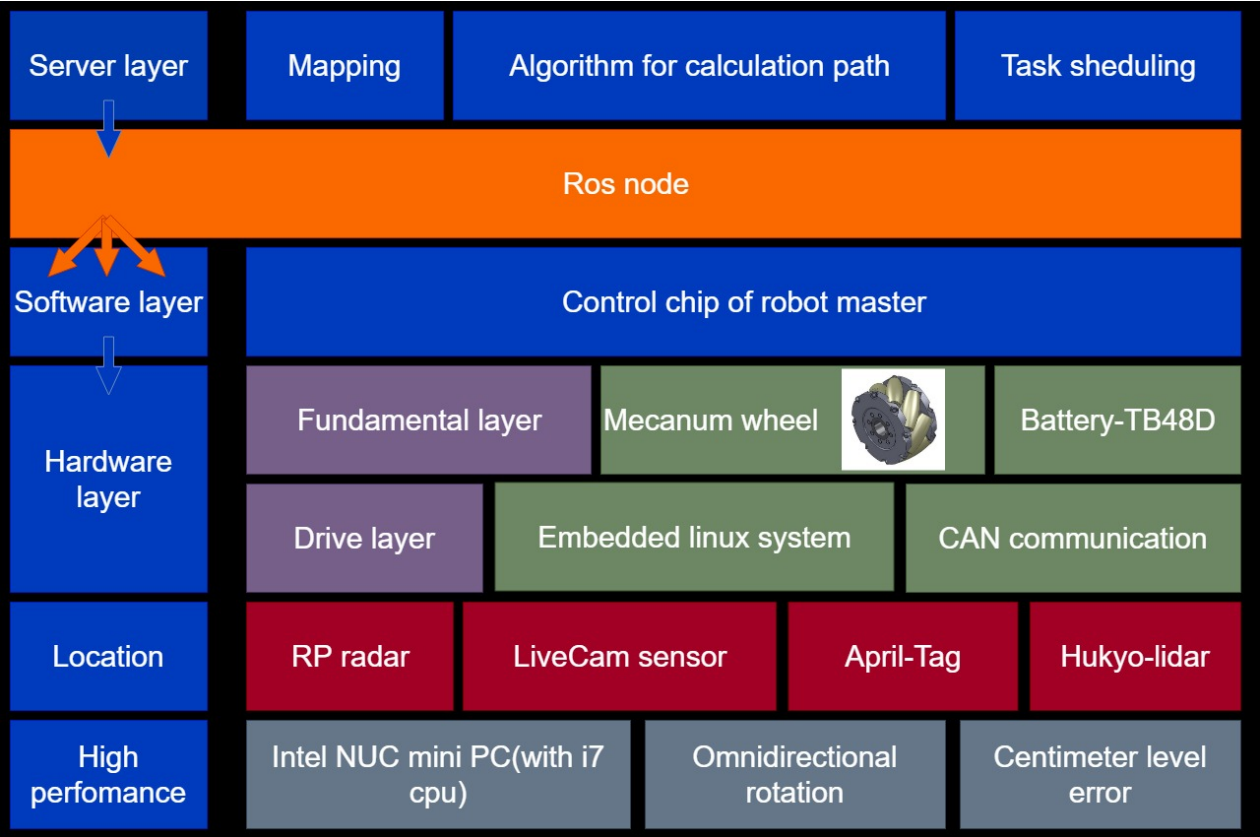 Server layer
Mapping
Algorithm for calculation path
Task sheduling
Ros node
Software layer
Control chip of robot master
Hardware
layer
Fundamental layer
Mecanum wheel
Battery-TB48D
Drive layer
Embedded linux system
CAN communication
Location
RP radar
LiveCam sensor
April-Tag
Hukyo-lidar
High
perfomance
Intel NUC mini PC(with i7
cpu)
Omnidirectional
rotation
Centimeter level
error